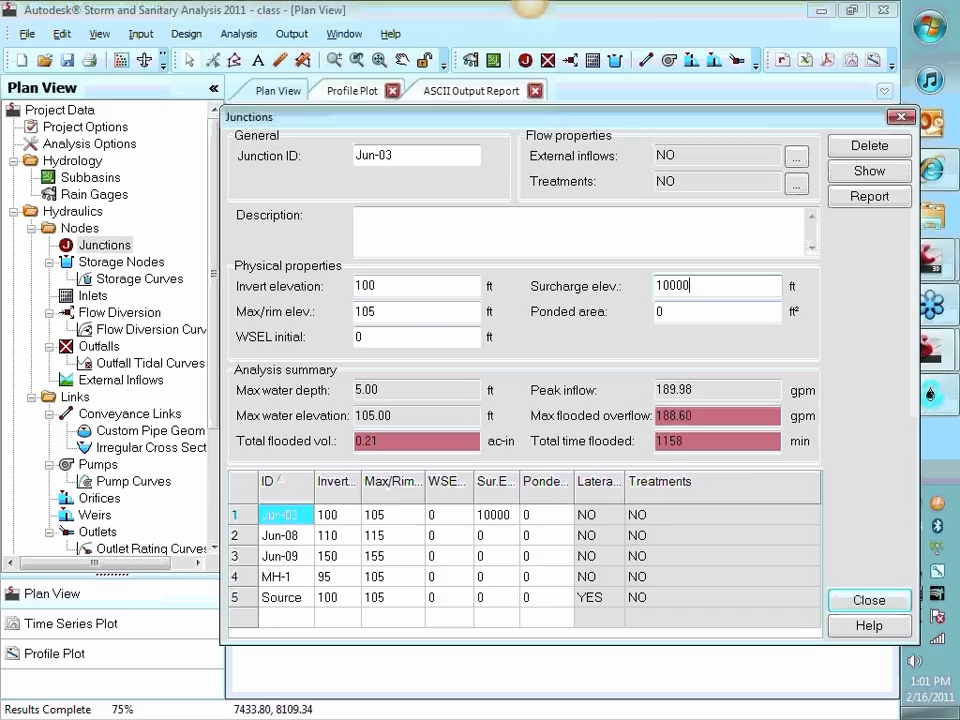 Autodesk® Storm and Sanitary Analysis 2011 - class - [Plan View]
File Edit View Input Design Analysis Output Window Help
Plan View «
Plan View Profile Plot ASCII Output Report
Project Data
Project Options
Analysis Options
Hydrology
Subbasins
Rain Gages
Hydraulics
Nodes
Junctions
Storage Nodes
Storage Curves
Inlets
Flow Diversion
Flow Diversion Curv
Outfalls
Outfall Tidal Curves
External Inflows
Links
Conveyance Links
Custom Pipe Geom
Irregular Cross Sect
Pumps
Pump Curves
Orifices
Weirs
Outlets
Outlet Rating Curves
Plan View
Time Series Plot
Profile Plot
Junctions
General
Junction ID: Jun-03
Flow properties
External inflows: NO ...
Treatments: NO ...
Delete
Show
Report
Description:
Physical properties
Invert elevation: 100 ft
Surcharge elev.: 10000 ft
Max/rim elev.: 105 ft
Ponded area: 0 ft²
WSEL initial: 0 ft
Analysis summary
Max water depth: 5.00 ft
Peak inflow: 189.98 gpm
Max water elevation: 105.00 ft
Max flooded overflow: 188.60 gpm
Total flooded vol.: 0.21 ac-in
Total time flooded: 1158 min
ID Invert... Max/Rim... WSE... Sur.E... Ponde... Latera... Treatments
1 Jun-03 100 105 0 10000 0 NO NO
2 Jun-08 110 115 0 0 0 NO NO
3 Jun-09 150 155 0 0 0 NO NO
4 MH-1 95 105 0 0 0 NO NO
5 Source 100 105 0 0 0 YES NO
Close
Help
Results Complete 75% 7433.80, 8109.34
1:01 PM
2/16/2011